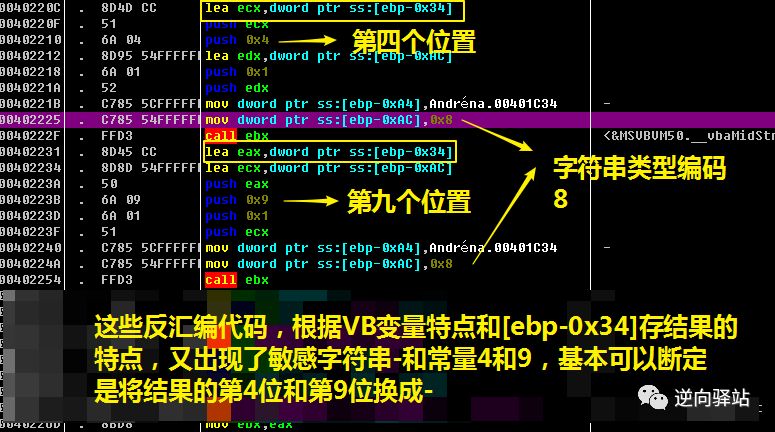 0040220C . 8D4D CC lea ecx,dword ptr ss:[ebp-0x34]
0040220F . 51 push ecx
00402210 . 6A 04 push 0x4 第四个位置
00402212 . 8D95 54FFFFFF lea edx,dword ptr ss:[ebp-0xAC]
00402218 . 6A 01 push 0x1
0040221A . 52 push edx
0040221B . C785 5CFFFFFF mov dword ptr ss:[ebp-0xA4],Andréna.00401C34 -
00402225 . C785 54FFFFFF mov dword ptr ss:[ebp-0xAC],0x8
0040222F . FFD3 call ebx <&MSVBVM50.__vbaMidStm
00402231 . 8D45 CC lea eax,dword ptr ss:[ebp-0x34]
00402234 . 8D8D 54FFFFFF lea ecx,dword ptr ss:[ebp-0xAC]
0040223A . 50 push eax
0040223B . 6A 09 push 0x9 第九个位置
0040223D . 6A 01 push 0x1
0040223F . 51 push ecx
00402240 . C785 5CFFFFFF mov dword ptr ss:[ebp-0xA4],Andréna.00401C34 -
0040224A . C785 54FFFFFF mov dword ptr ss:[ebp-0xAC],0x8
00402254 . FFD3 call ebx
字符串类型编码
8
这些反汇编代码，根据VB变量特点和[ebp-0x34]存结果的
特点，又出现了敏感字符串-和常量4和9，基本可以断定
是将结果的第4位和第9位换成-
逆向驿站
mov ebp,eax